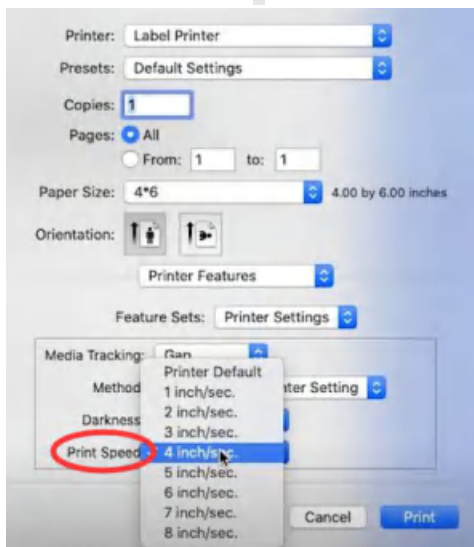 Printer: Label Printer
Presets: Default Settings
Copies: 1
Pages: All
From: 1 to: 1
Paper Size: 4*6 4.00 by 6.00 inches
Orientation:
Printer Features
Feature Sets: Printer Settings
Media Tracking: Gap
Printer Default
Method
1 inch/sec.
Setting
2 inch/sec.
Darkness
3 inch/sec.
Print Speed 4 inch/sec.
5 inch/sec.
6 inch/sec.
7 inch/sec.
Cancel Print
8 inch/sec.